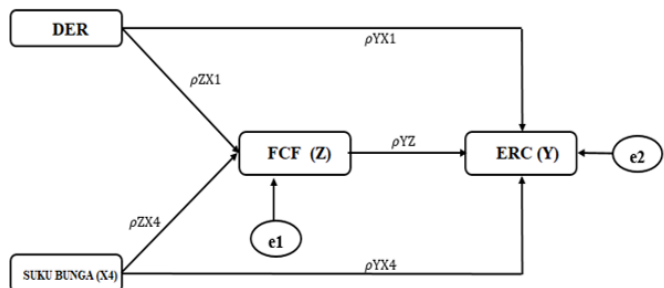 DER
ρYX1
ρZX1
FCF (Z)
ρYZ
ERC (Y)
e2
ρZX4
e1
SUKU BUNGA (X4)
ρYX4